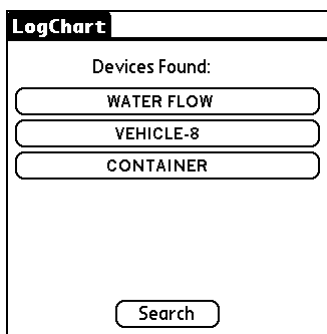 LogChart
Devices Found:
WATER FLOW
VEHICLE-8
CONTAINER
Search